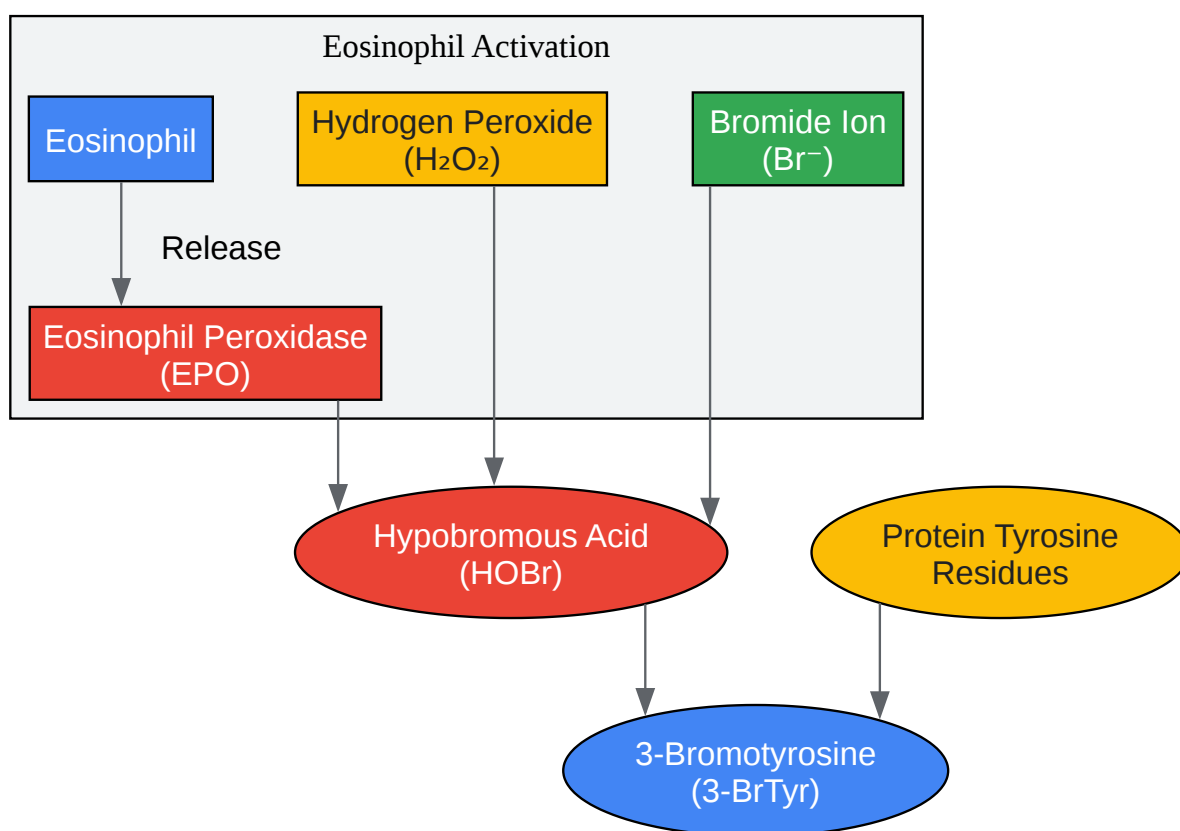 Eosinophil Activation
Eosinophil
Hydrogen Peroxide
(H₂O₂)
Bromide Ion
(Br⁻)
Release
Eosinophil Peroxidase
(EPO)
Hypobromous Acid
(HOBr)
Protein Tyrosine
Residues
3-Bromotyrosine
(3-BrTyr)